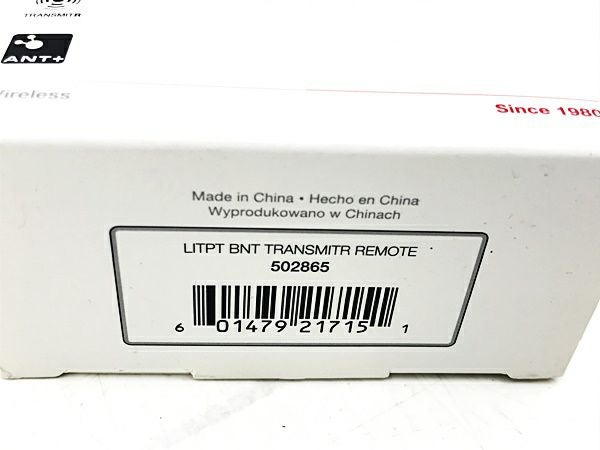 TRANSMITR
ANT+
Wireless
Since 1980
Made in China • Hecho en China
Wyprodukowano w Chinach
LITPT BNT TRANSMITR REMOTE
502865
6 01479 21715 1